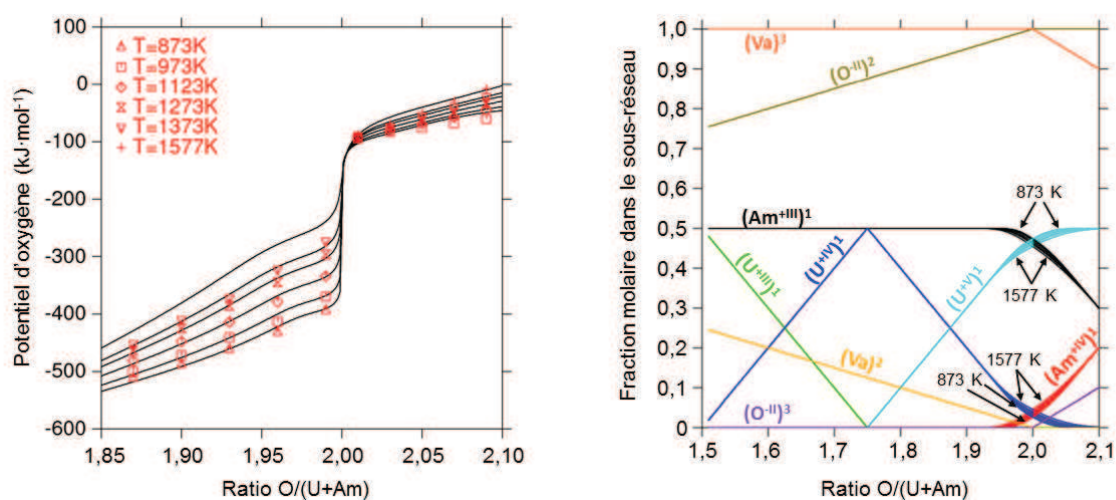 100
0
-100
-200
-300
-400
-500
-600
Potentiel d'oxygène (kJ·mol-1)
T=873K
T=973K
T=1123K
T=1273K
T=1373K
T=1577K
1,85 1,90 1,95 2,00 2,05 2,10
Ratio O/(U+Am)
1,0
0,9
0,8
0,7
0,6
0,5
0,4
0,3
0,2
0,1
0
Fraction molaire dans le sous-réseau
(Va)3
(O-II)2
873 K
(Am+III)1
(U+III)1
(U+IV)1
(U+V)1
1577 K
(Va)2
1577 K
873 K
(Am+IV)1
(O-II)3
1,5 1,6 1,7 1,8 1,9 2,0 2,1
Ratio O/(U+Am)